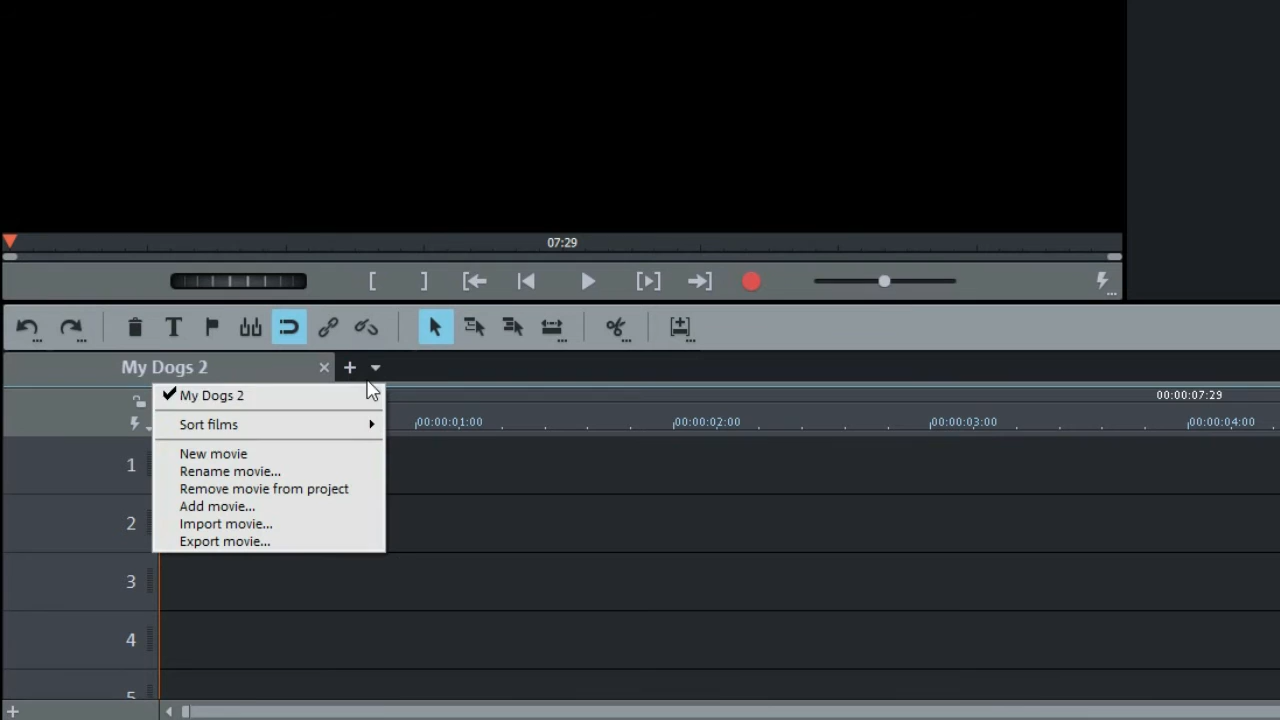 07:29
My Dogs 2
My Dogs 2
00:00:07:29
Sort films
00:00:01:00 00:00:02:00 00:00:03:00 00:00:04:00
New movie
1
Rename movie...
Remove movie from project
Add movie...
2
Import movie...
Export movie...
3
4
5